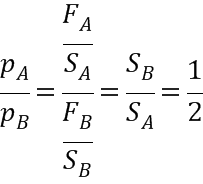 p_A/p_B = (F_A/S_A)/(F_B/S_B) = S_B/S_A = 1/2